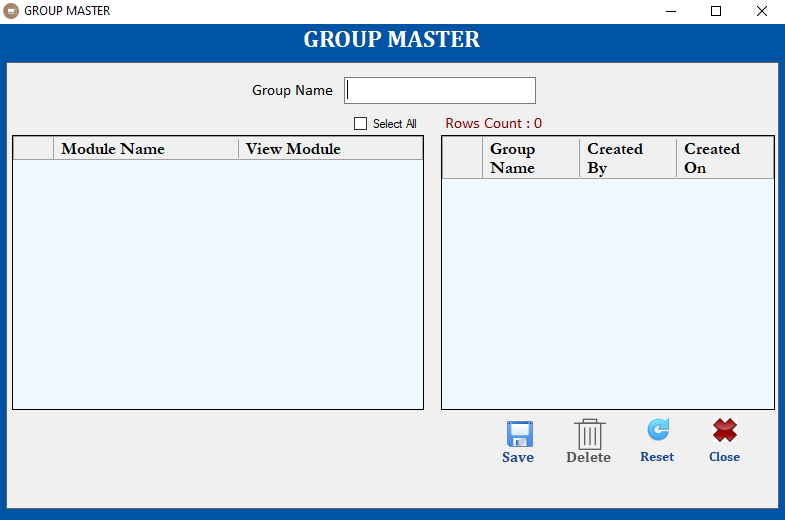 GROUP MASTER
GROUP MASTER
Group Name
Select All
Rows Count : 0
Module Name
View Module
Group
Name
Created
By
Created
On
Save
Delete
Reset
Close